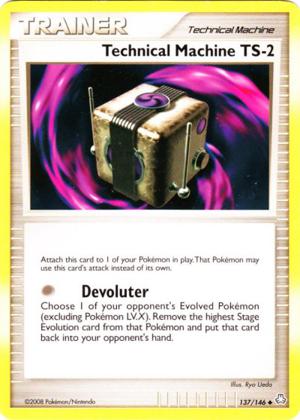 TRAINER
Technical Machine
Technical Machine TS-2
Attach this card to 1 of your Pokémon in play. That Pokémon may
use this card's attack instead of its own.
Devoluter
Choose 1 of your opponent's Evolved Pokémon
(excluding Pokémon LV.X). Remove the highest Stage
Evolution card from that Pokémon and put that card
back into your opponent's hand.
Illus. Ryo Ueda
©2008 Pokémon/Nintendo
137/146